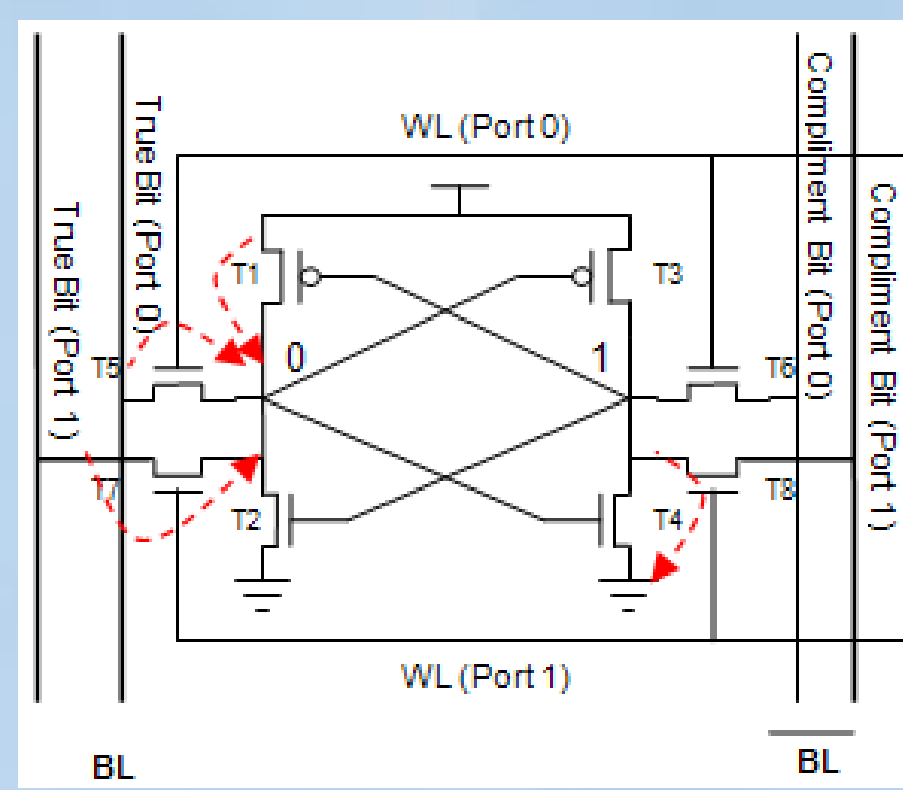 WL (Port 0)
True Bit (Port 0)
True Bit (Port 1)
Compliment Bit (Port 0)
Compliment Bit (Port 1)
T1
T3
T5
0
1
T6
T7
T2
T4
T8
WL (Port 1)
BL
BL